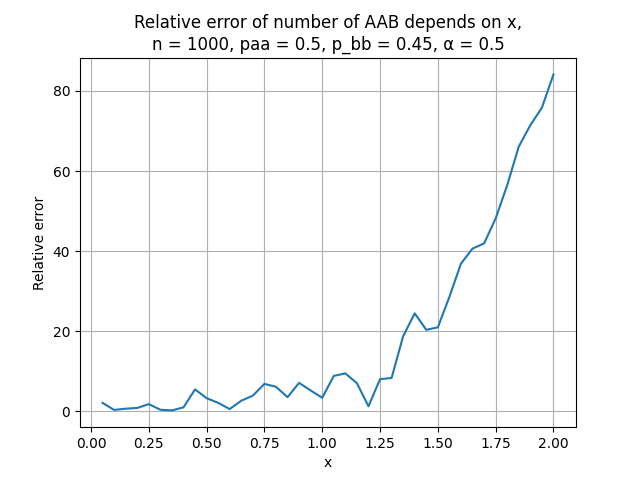 Relative error of number of AAB depends on x,
n = 1000, paa = 0.5, p_bb = 0.45, α = 0.5
80
60
40
20
0
Relative error
0.00 0.25 0.50 0.75 1.00 1.25 1.50 1.75 2.00
x